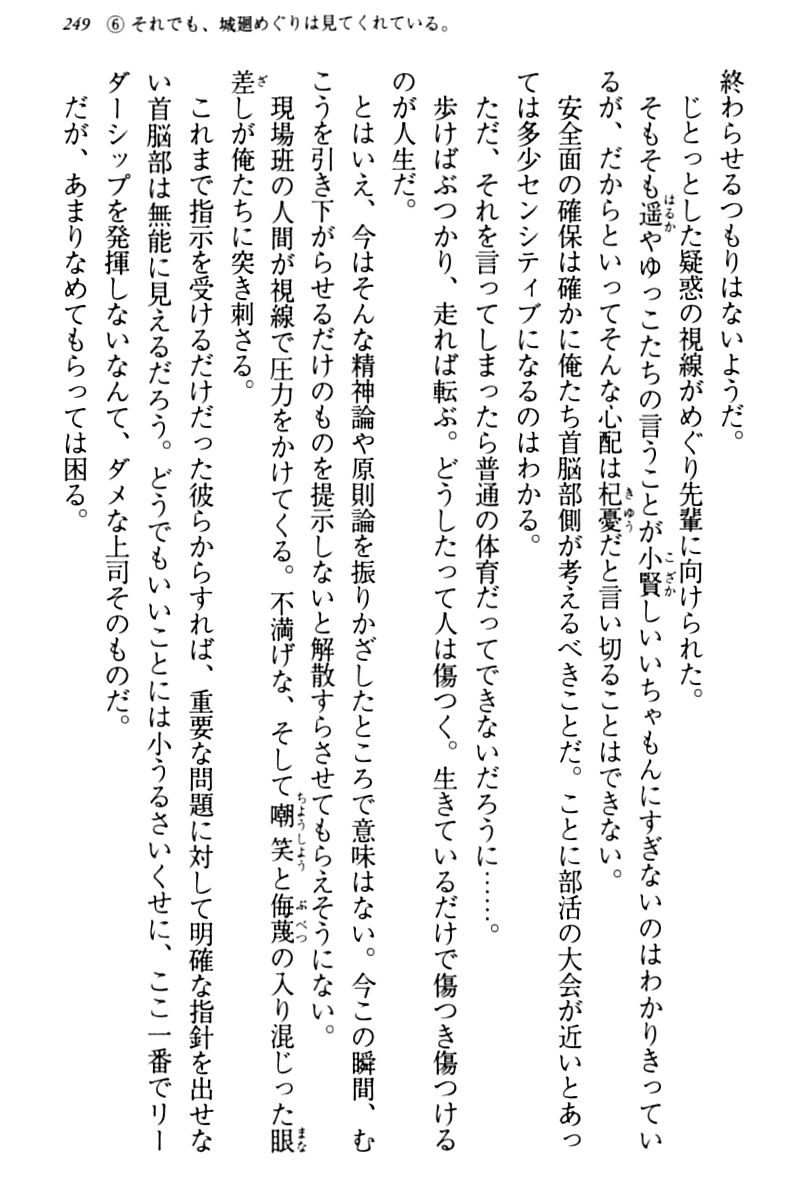 249 ⑥ それでも、城廻めぐりは見てくれている。
終わらせるつもりはないようだ。
じとっとした疑惑の視線がめぐり先輩に向けられた。
そもそも遥やゆっこたちの言うことが小賢しいいちゃもんにすぎないのはわかりきってい
るが、だからといってそんな心配は杞憂だと言い切ることはできない。
安全面の確保は確かに俺たち首脳部側が考えるべきことだ。ことに部活の大会が近いとあっ
ては多少センシティブになるのはわかる。
ただ、それを言ってしまったら普通の体育だってできないだろうに……。
歩けばぶつかり、走れば転ぶ。どうしたって人は傷つく。生きているだけで傷つき傷つける
のが人生だ。
とはいえ、今はそんな精神論や原則論を振りかざしたところで意味はない。今この瞬間、む
こうを引き下がらせるだけのものを提示しないと解散すらさせてもらえそうにない。
現場班の人間が視線で圧力をかけてくる。不満げな、そして嘲笑と侮蔑の入り混じった眼
差しが俺たちに突き刺さる。
これまで指示を受けるだけだった彼らからすれば、重要な問題に対して明確な指針を出せな
い首脳部は無能に見えるだろう。どうでもいいことには小うるさいくせに、ここ一番でリー
ダーシップを発揮しないなんて、ダメな上司そのものだ。
だが、あまりなめてもらっては困る。